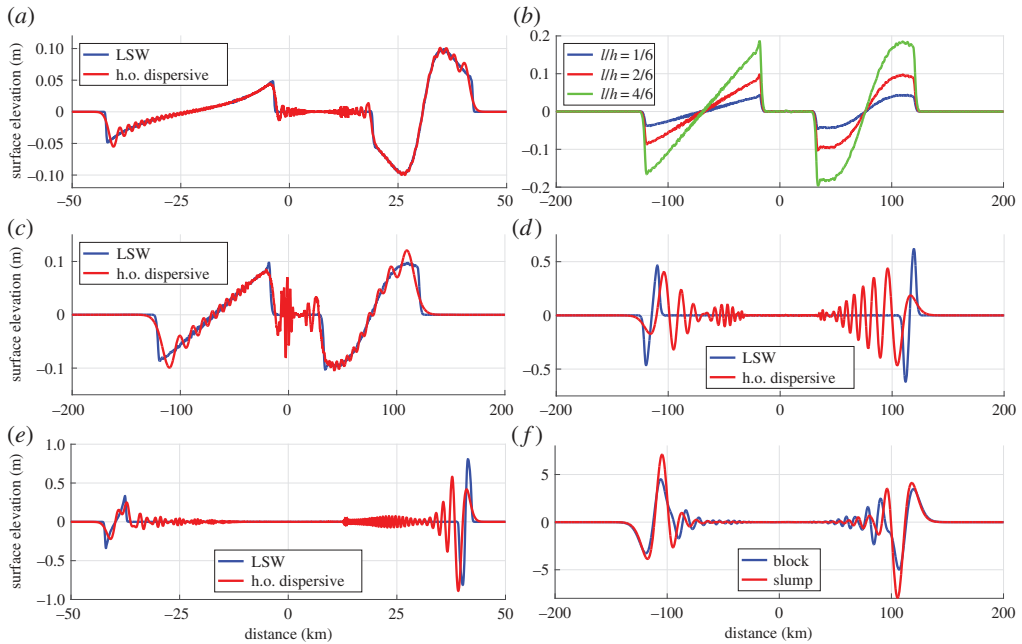 (a)
LSW
h.o. dispersive
surface elevation (m)
0.10
0.05
0
−0.05
−0.10
−50
−25
0
25
50
(b)
l/h = 1/6
l/h = 2/6
l/h = 4/6
0.2
0.1
0
−0.1
0.2
−200
−100
0
100
200
(c)
LSW
h.o. dispersive
surface elevation (m)
0.1
0
−0.1
−200
−100
0
100
200
(d)
LSW
h.o. dispersive
0.5
0
−0.5
−200
−100
0
100
200
(e)
LSW
h.o. dispersive
surface elevation (m)
1.0
0.5
0
−0.5
−1.0
−50
−25
0
25
50
distance (km)
(f)
block
slump
5
0
−5
−200
−100
0
100
200
distance (km)